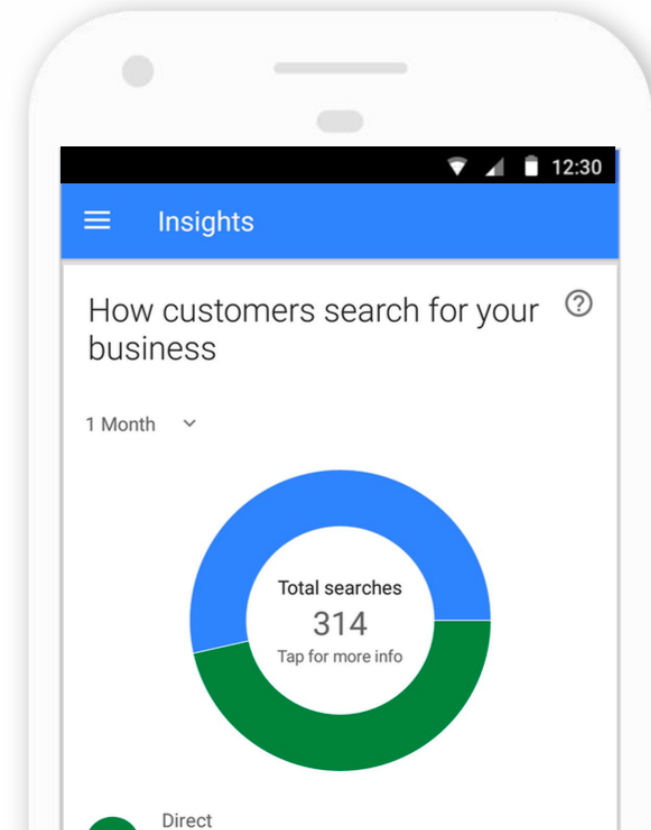 12:30
Insights
How customers search for your
business
1 Month
Total searches
314
Tap for more info
Direct